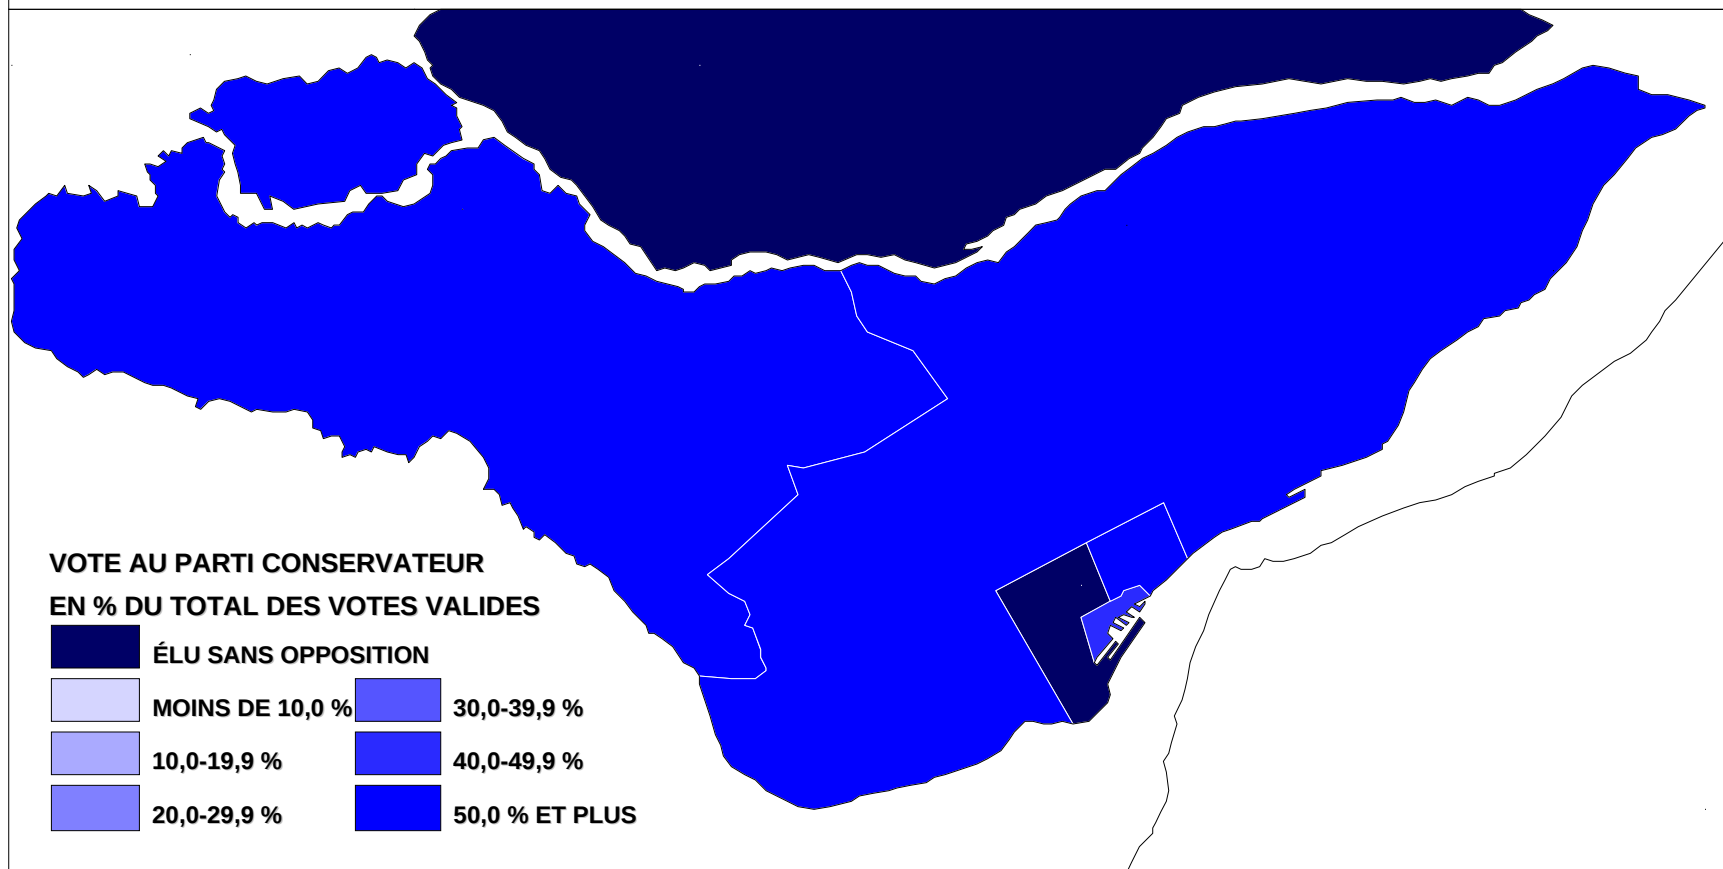 VOTE AU PARTI CONSERVATEUR
EN % DU TOTAL DES VOTES VALIDES
ÉLU SANS OPPOSITION
MOINS DE 10,0 %
10,0-19,9 %
20,0-29,9 %
30,0-39,9 %
40,0-49,9 %
50,0 % ET PLUS